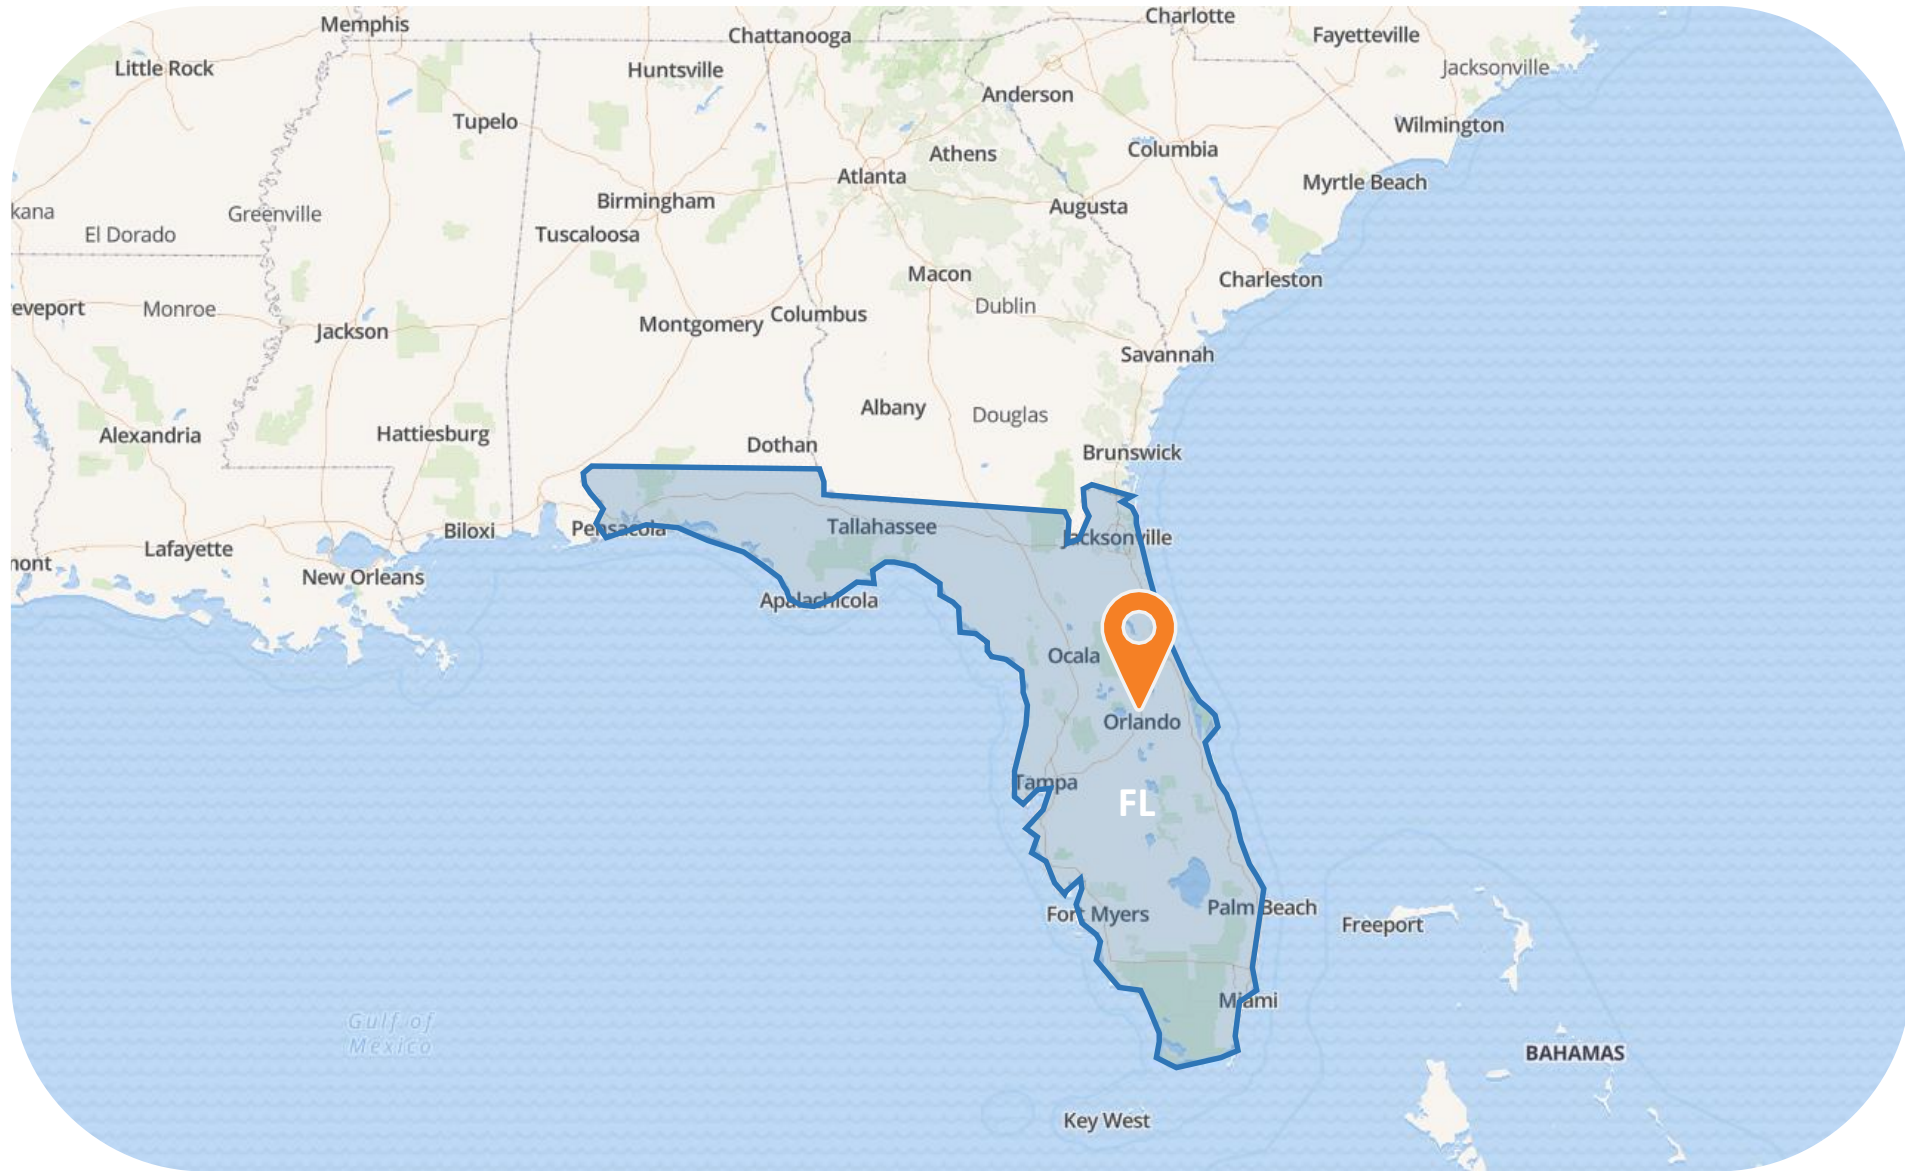 Memphis
Charlotte
Chattanooga
Fayetteville
Little Rock
Huntsville
Jacksonville
Anderson
Tupelo
Wilmington
Athens
Columbia
Atlanta
Myrtle Beach
Birmingham
Augusta
kana
Greenville
El Dorado
Tuscaloosa
Macon
Charleston
eveport
Monroe
Dublin
Jackson
Montgomery
Columbus
Savannah
Albany
Douglas
Alexandria
Hattiesburg
Dothan
Brunswick
Pensacola
Tallahassee
Biloxi
Jacksonville
Lafayette
nont
New Orleans
Apalachicola
Ocala
Orlando
Tampa
FL
Fort Myers
Palm Beach
Freeport
Miami
Gulf of
Mexico
BAHAMAS
Key West